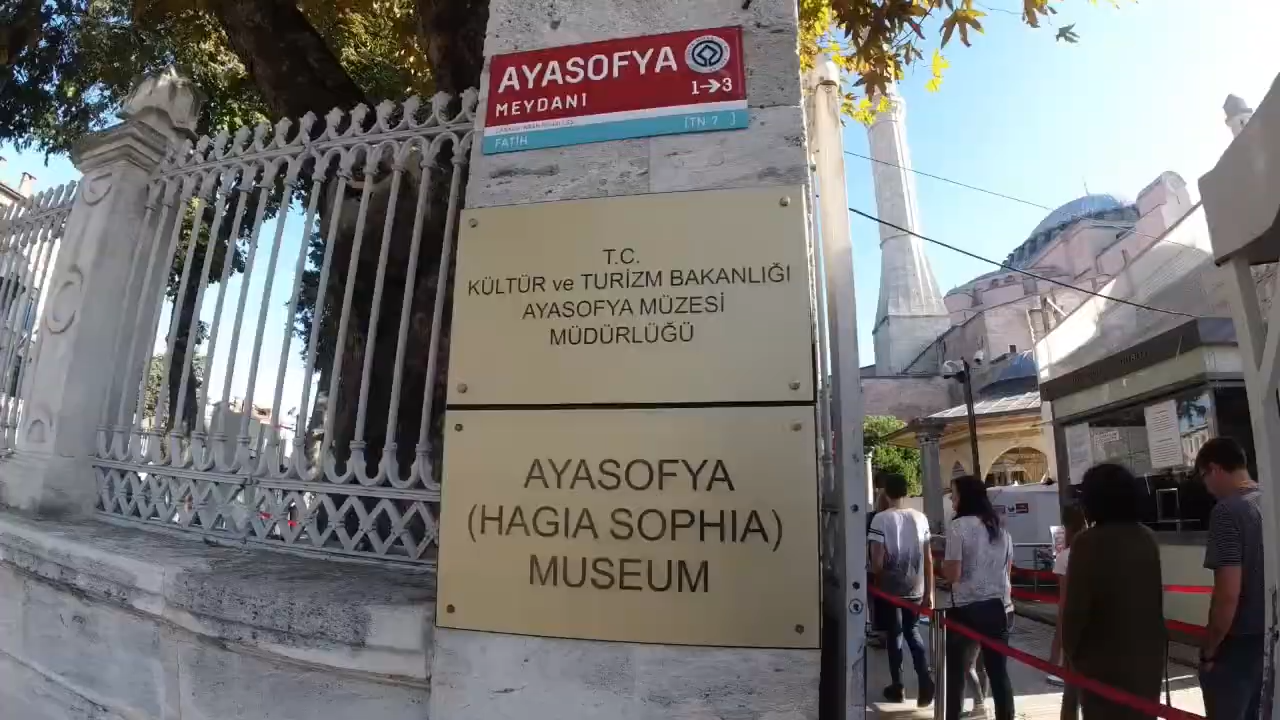 AYASOFYA
MEYDANI
1→3
FATİH
(TN 7 )
T.C.
KÜLTÜR ve TURİZM BAKANLIĞI
AYASOFYA MÜZESİ
MÜDÜRLÜĞÜ
AYASOFYA
(HAGIA SOPHIA)
MUSEUM